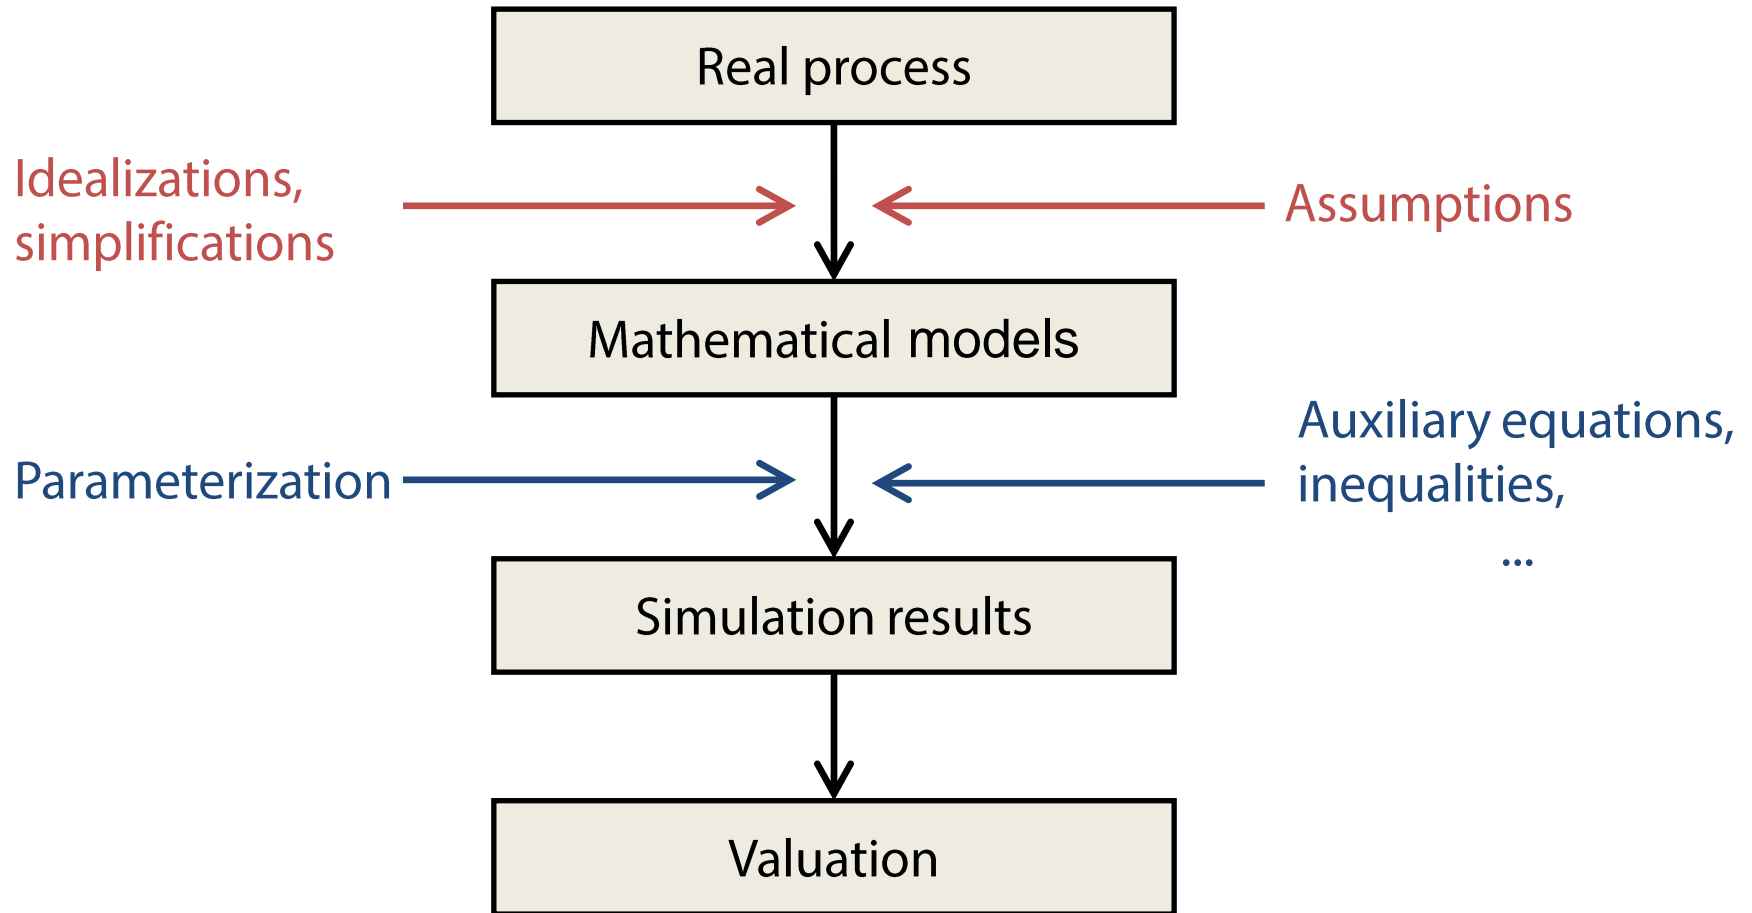 Real process
Idealizations,
simplifications
Assumptions
Mathematical models
Parameterization
Auxiliary equations,
inequalities,
...
Simulation results
Valuation